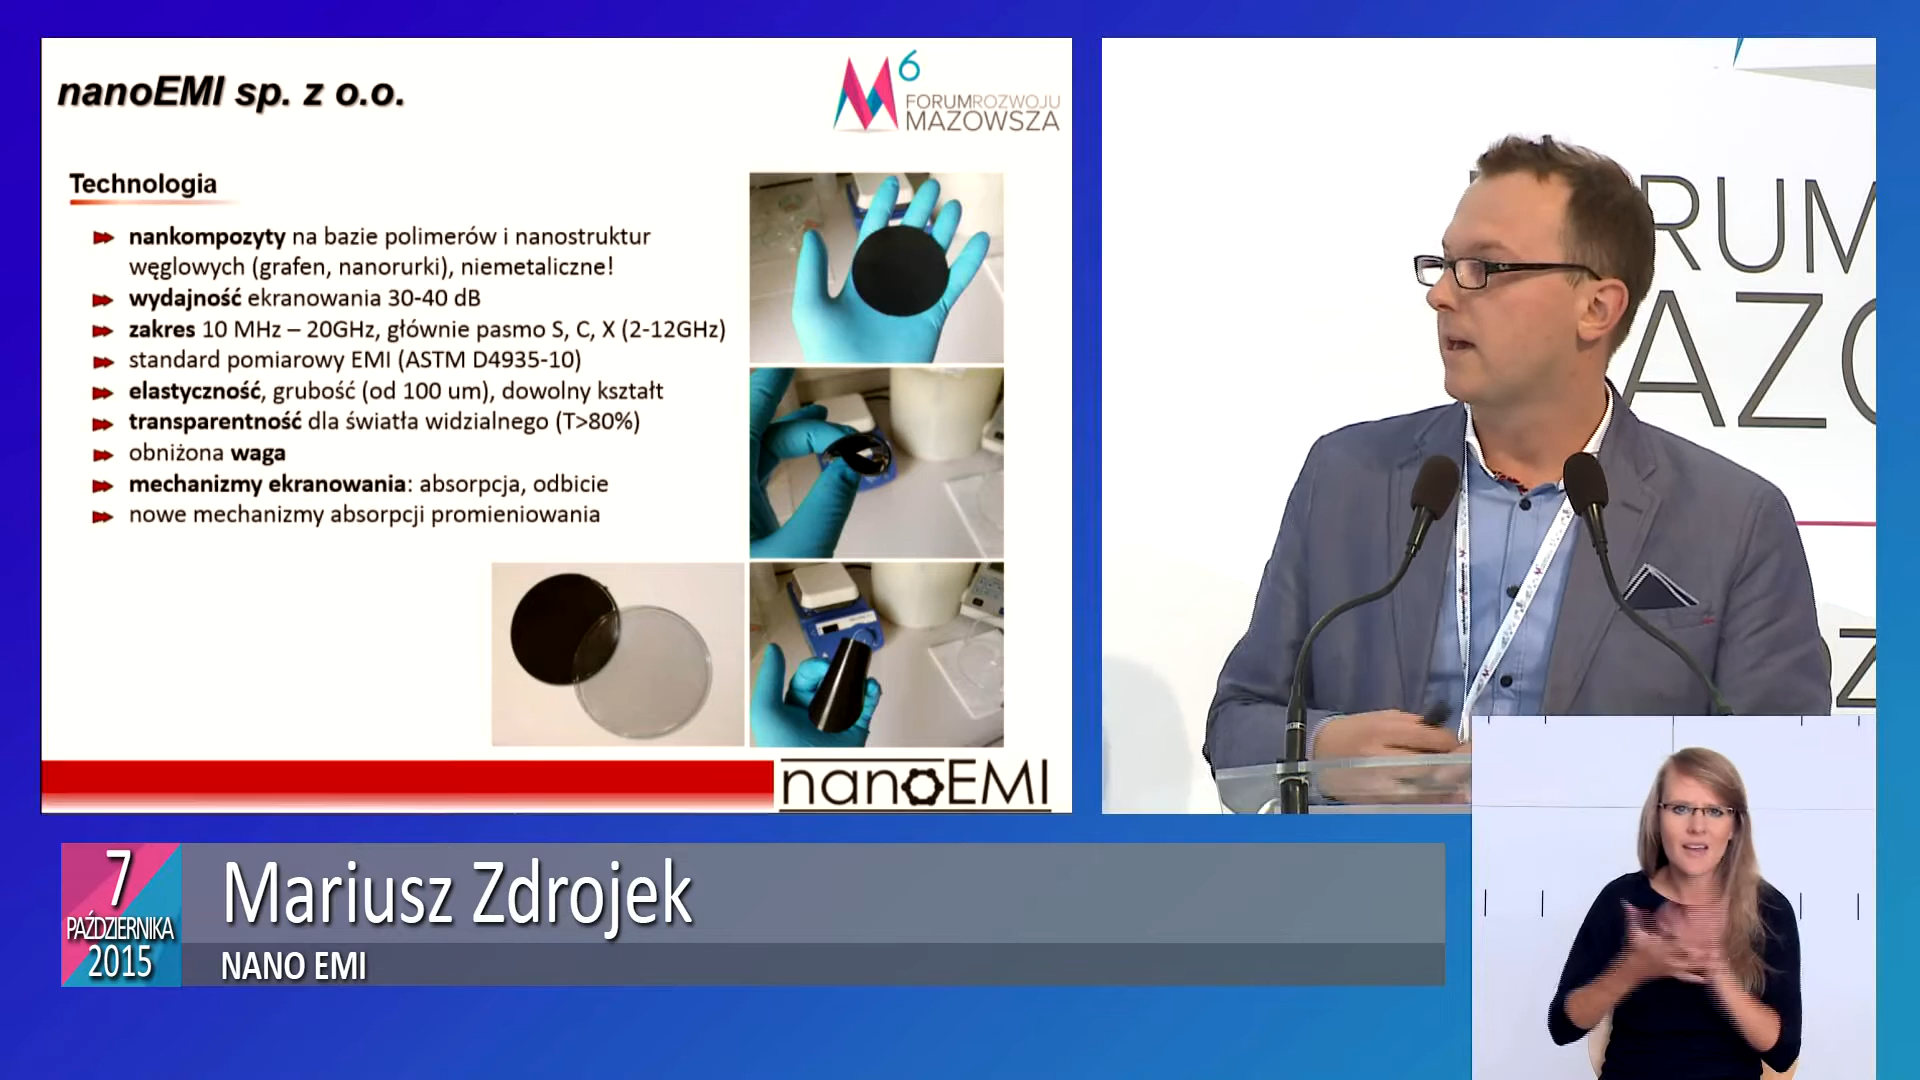 nanoEMI sp. z o.o.
6
FORUMROZWOJU
MAZOWSZA
Technologia
nankompozyty na bazie polimerów i nanostruktur
węglowych (grafen, nanorurki), niemetaliczne!
wydajność ekranowania 30-40 dB
zakres 10 MHz – 20GHz, głównie pasmo S, C, X (2-12GHz)
standard pomiarowy EMI (ASTM D4935-10)
elastyczność, grubość (od 100 um), dowolny kształt
transparentność dla światła widzialnego (T>80%)
obniżona waga
mechanizmy ekranowania: absorpcja, odbicie
nowe mechanizmy absorpcji promieniowania
nanoEMI
RUM
AZO
Z
7
PAŹDZIERNIKA
2015
Mariusz Zdrojek
NANO EMI